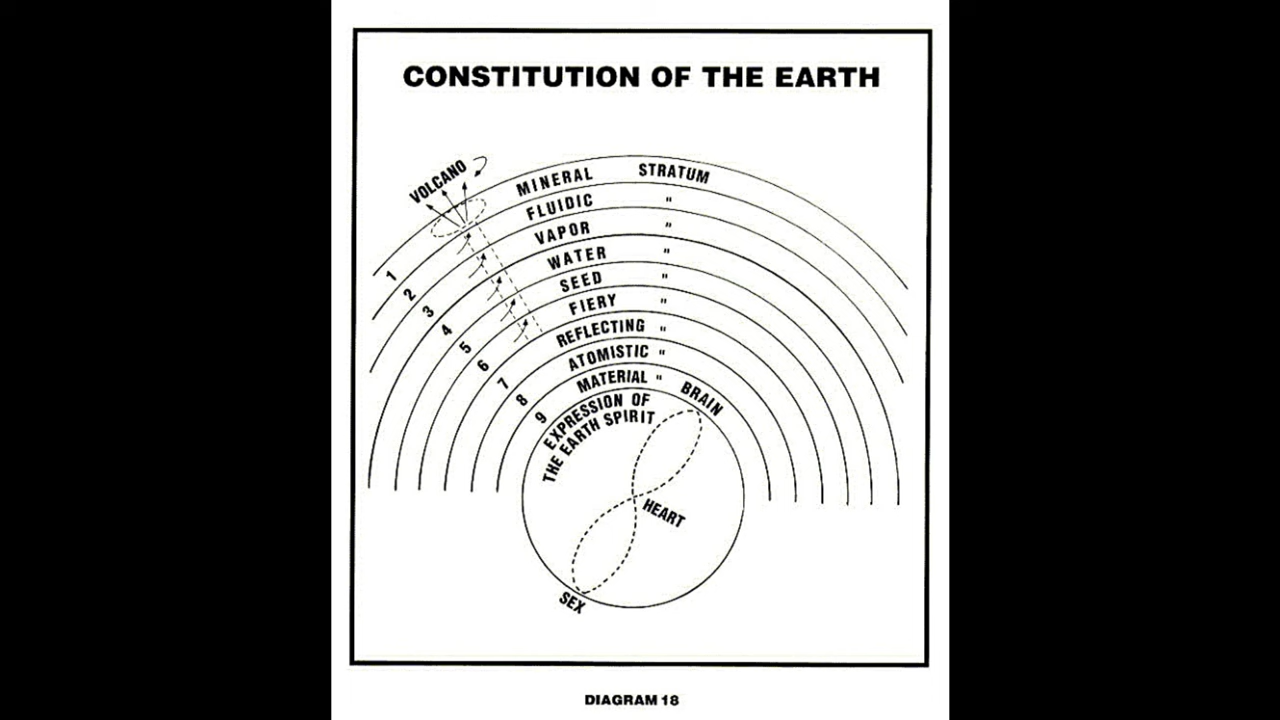 CONSTITUTION OF THE EARTH
VOLCANO
MINERAL STRATUM
FLUIDIC "
VAPOR "
WATER "
SEED "
FIERY "
REFLECTING "
ATOMISTIC "
MATERIAL "
1
2
3
4
5
6
7
8
9
EXPRESSION OF
THE EARTH SPIRIT
BRAIN
HEART
SEX
DIAGRAM 18